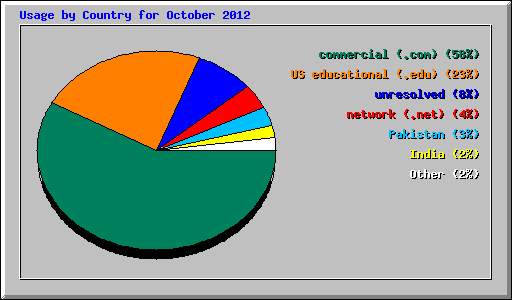 Usage by Country for October 2012
commercial (.com) (58%)
US educational (.edu) (23%)
unresolved (8%)
network (.net) (4%)
Pakistan (3%)
India (2%)
Other (2%)